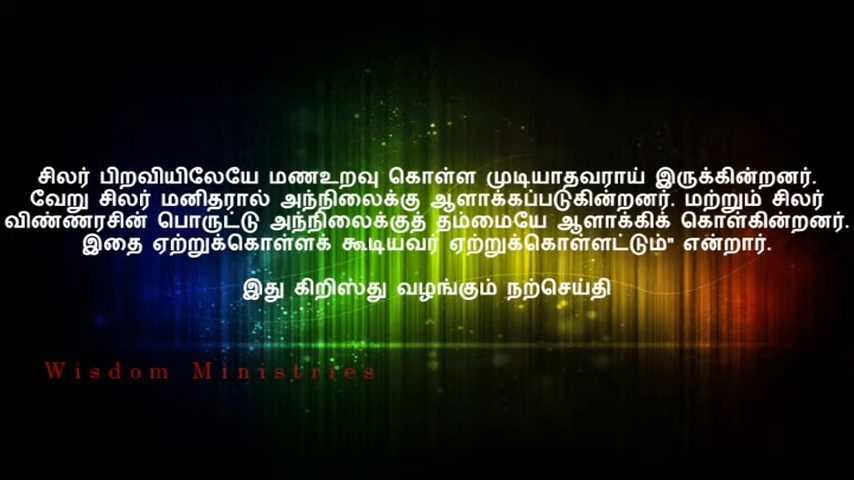 சிலர் பிறவியிலேயே மணஉறவு கொள்ள முடியாதவராய் இருக்கின்றனர்.
வேறு சிலர் மனிதரால் அந்நிலைக்கு ஆளாக்கப்படுகின்றனர். மற்றும் சிலர்
விண்ணரசின் பொருட்டு அந்நிலைக்குத் தம்மையே ஆளாக்கிக் கொள்கின்றனர்.
இதை ஏற்றுக்கொள்ளக் கூடியவர் ஏற்றுக்கொள்ளட்டும்" என்றார்.
இது கிறிஸ்து வழங்கும் நற்செய்தி
Wisdom Ministries